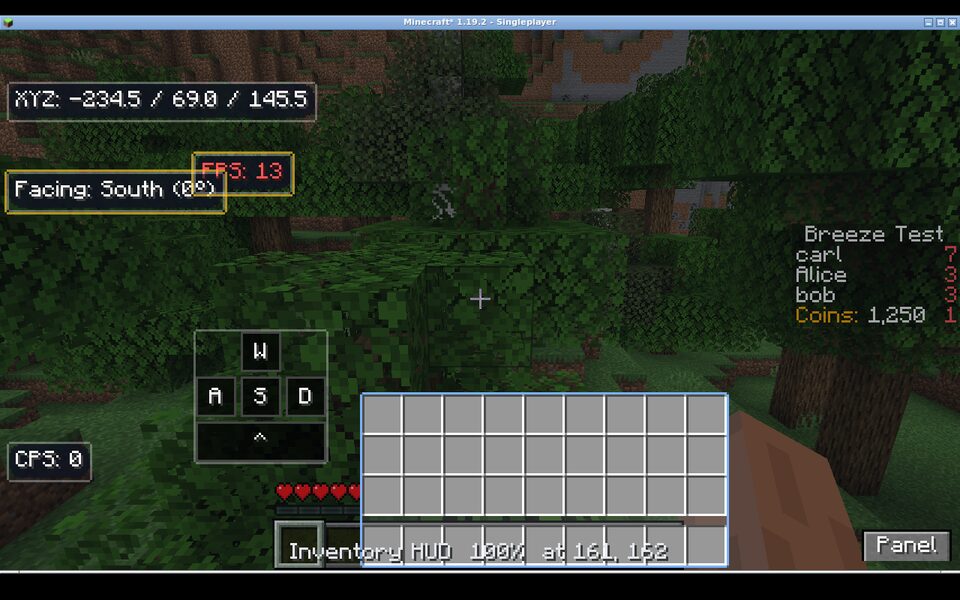 Minecraft* 1.19.2 - Singleplayer
XYZ: -234.5 / 69.0 / 145.5
FPS: 13
Facing: South (0°)
Breeze Test
carl 7
Alice 3
bob 3
Coins: 1,250 1
W
A S D
^
CPS: 0
Inventory HUD 100% at 161, 162
Panel